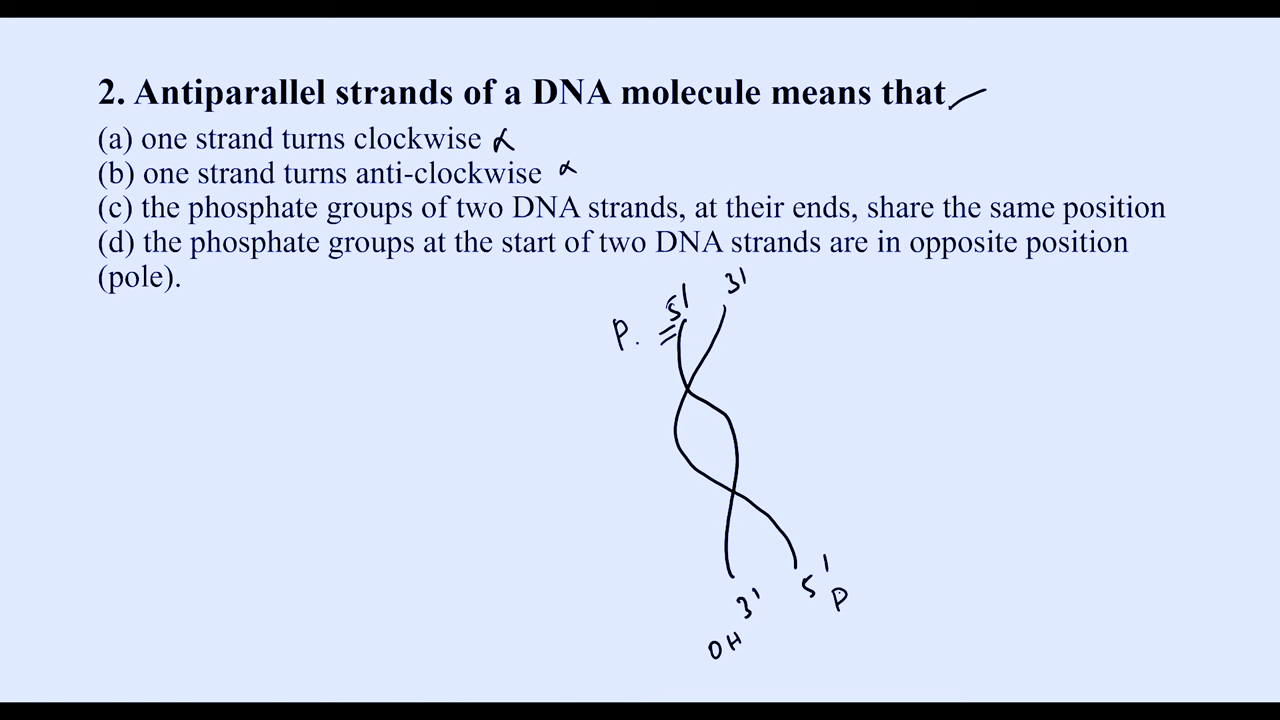 2. Antiparallel strands of a DNA molecule means that
(a) one strand turns clockwise
(b) one strand turns anti-clockwise
(c) the phosphate groups of two DNA strands, at their ends, share the same position
(d) the phosphate groups at the start of two DNA strands are in opposite position
(pole).
5' 3'
P.
3' 5'
OH P